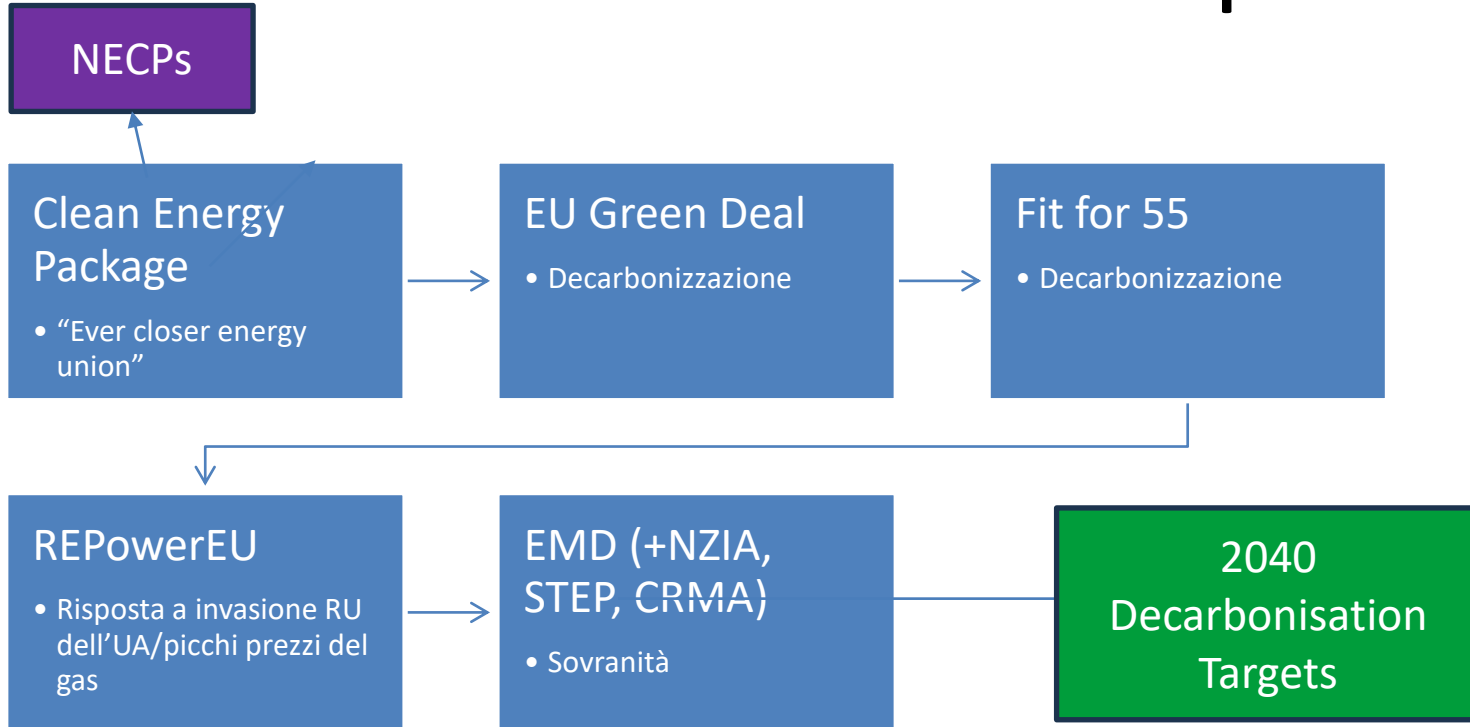 NECPs
Clean Energy
Package
• “Ever closer energy
union”
EU Green Deal
• Decarbonizzazione
Fit for 55
• Decarbonizzazione
REPowerEU
• Risposta a invasione RU
dell’UA/picchi prezzi del
gas
EMD (+NZIA,
STEP, CRMA)
• Sovranità
2040
Decarbonisation
Targets